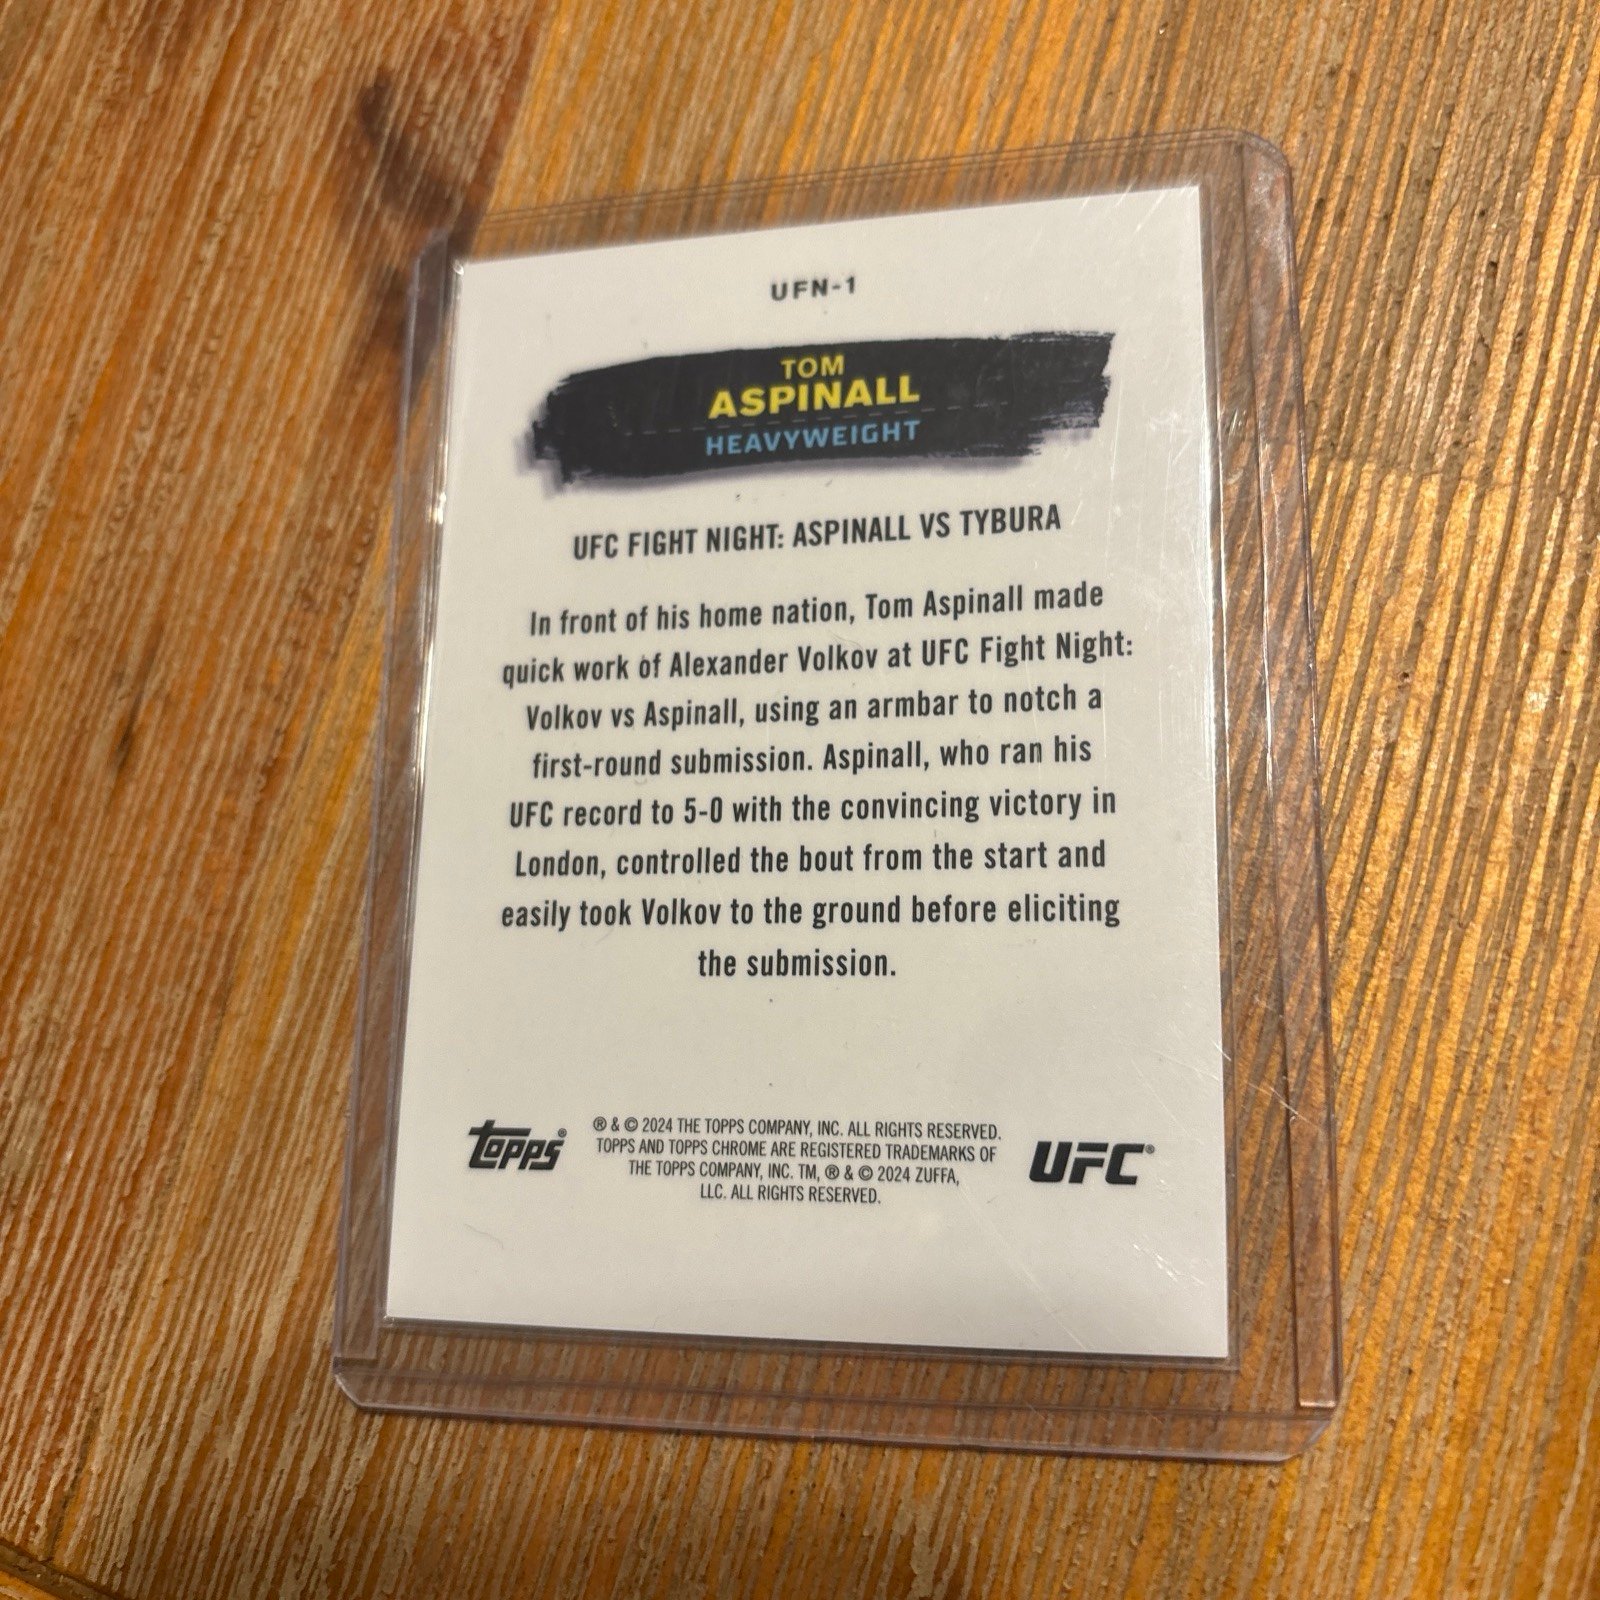 UFN-1
TOM
ASPINALL
HEAVYWEIGHT
UFC FIGHT NIGHT: ASPINALL VS TYBURA
In front of his home nation, Tom Aspinall made
quick work of Alexander Volkov at UFC Fight Night:
Volkov vs Aspinall, using an armbar to notch a
first-round submission. Aspinall, who ran his
UFC record to 5-0 with the convincing victory in
London, controlled the bout from the start and
easily took Volkov to the ground before eliciting
the submission.
Topps®
® & © 2024 THE TOPPS COMPANY, INC. ALL RIGHTS RESERVED.
TOPPS AND TOPPS CHROME ARE REGISTERED TRADEMARKS OF
THE TOPPS COMPANY, INC. TM, ® & © 2024 ZUFFA,
LLC. ALL RIGHTS RESERVED.
UFC®